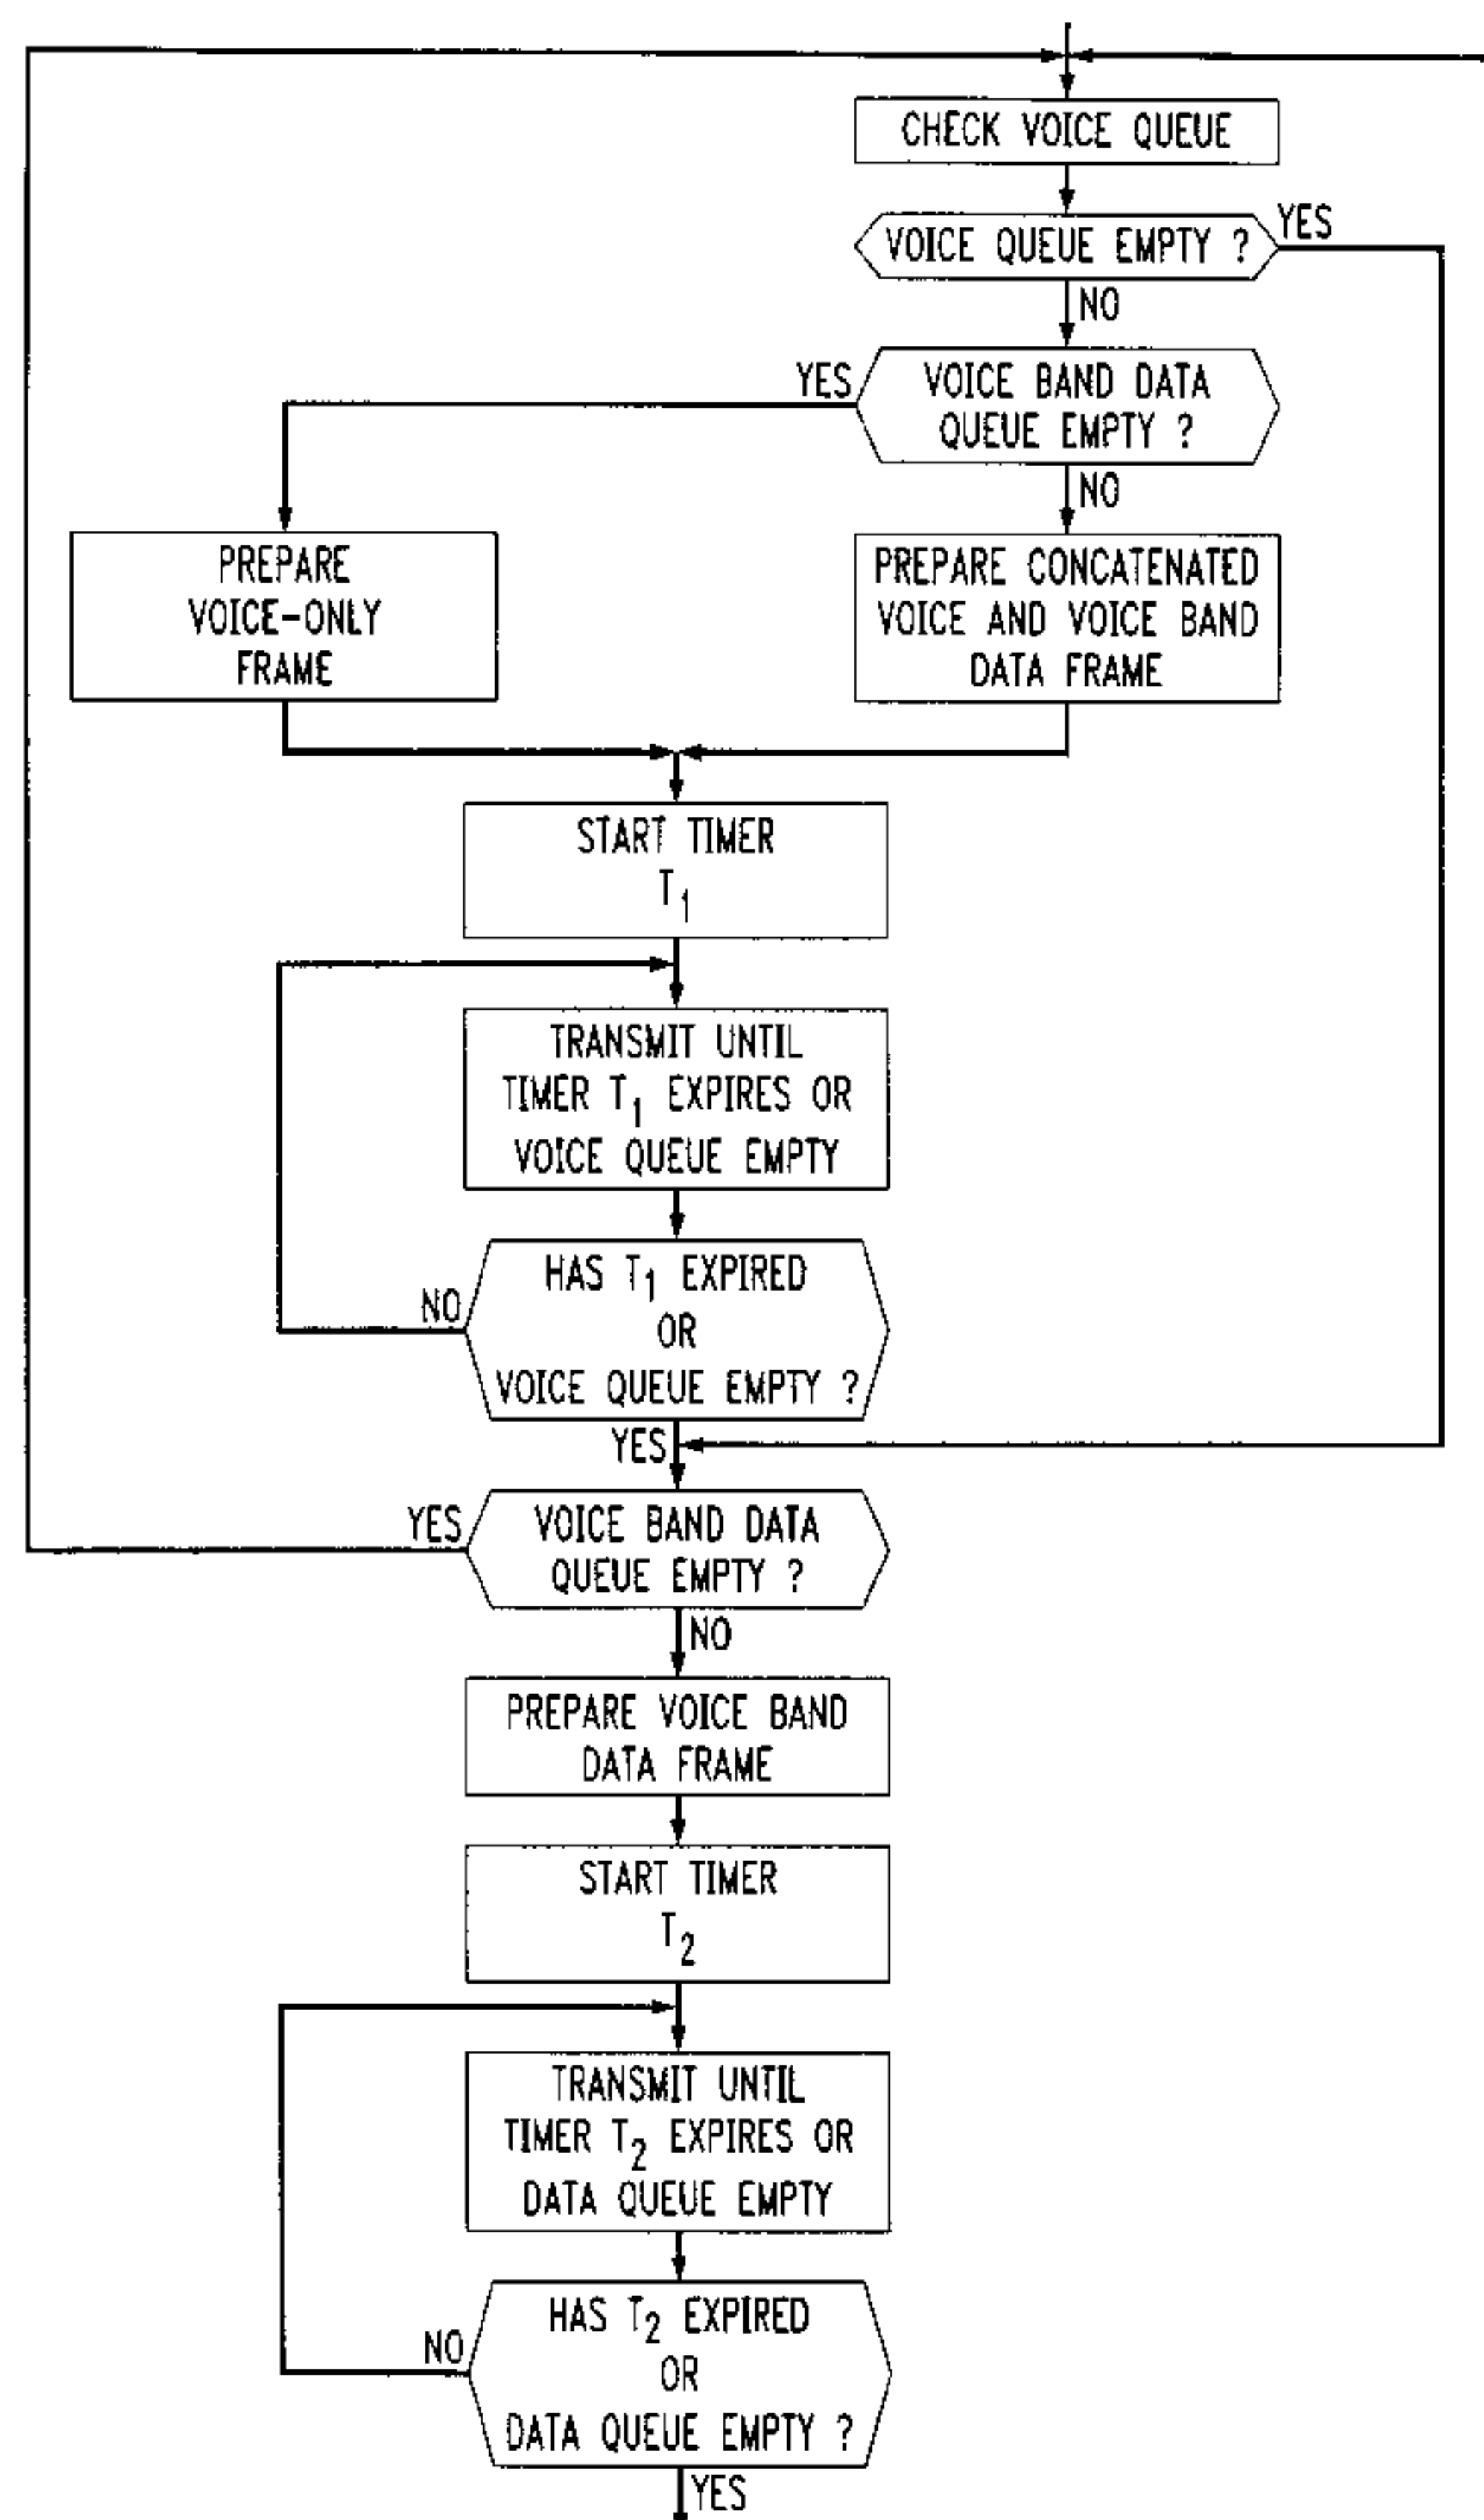 CHECK VOICE QUEUE
VOICE QUEUE EMPTY ?
YES
NO
YES
VOICE BAND DATA
QUEUE EMPTY ?
NO
PREPARE
VOICE-ONLY
FRAME
PREPARE CONCATENATED
VOICE AND VOICE BAND
DATA FRAME
START TIMER
T1
TRANSMIT UNTIL
TIMER T1 EXPIRES OR
VOICE QUEUE EMPTY
HAS T1 EXPIRED
OR
VOICE QUEUE EMPTY ?
NO
YES
YES
VOICE BAND DATA
QUEUE EMPTY ?
NO
PREPARE VOICE BAND
DATA FRAME
START TIMER
T2
TRANSMIT UNTIL
TIMER T2 EXPIRES OR
DATA QUEUE EMPTY
HAS T2 EXPIRED
OR
DATA QUEUE EMPTY ?
NO
YES